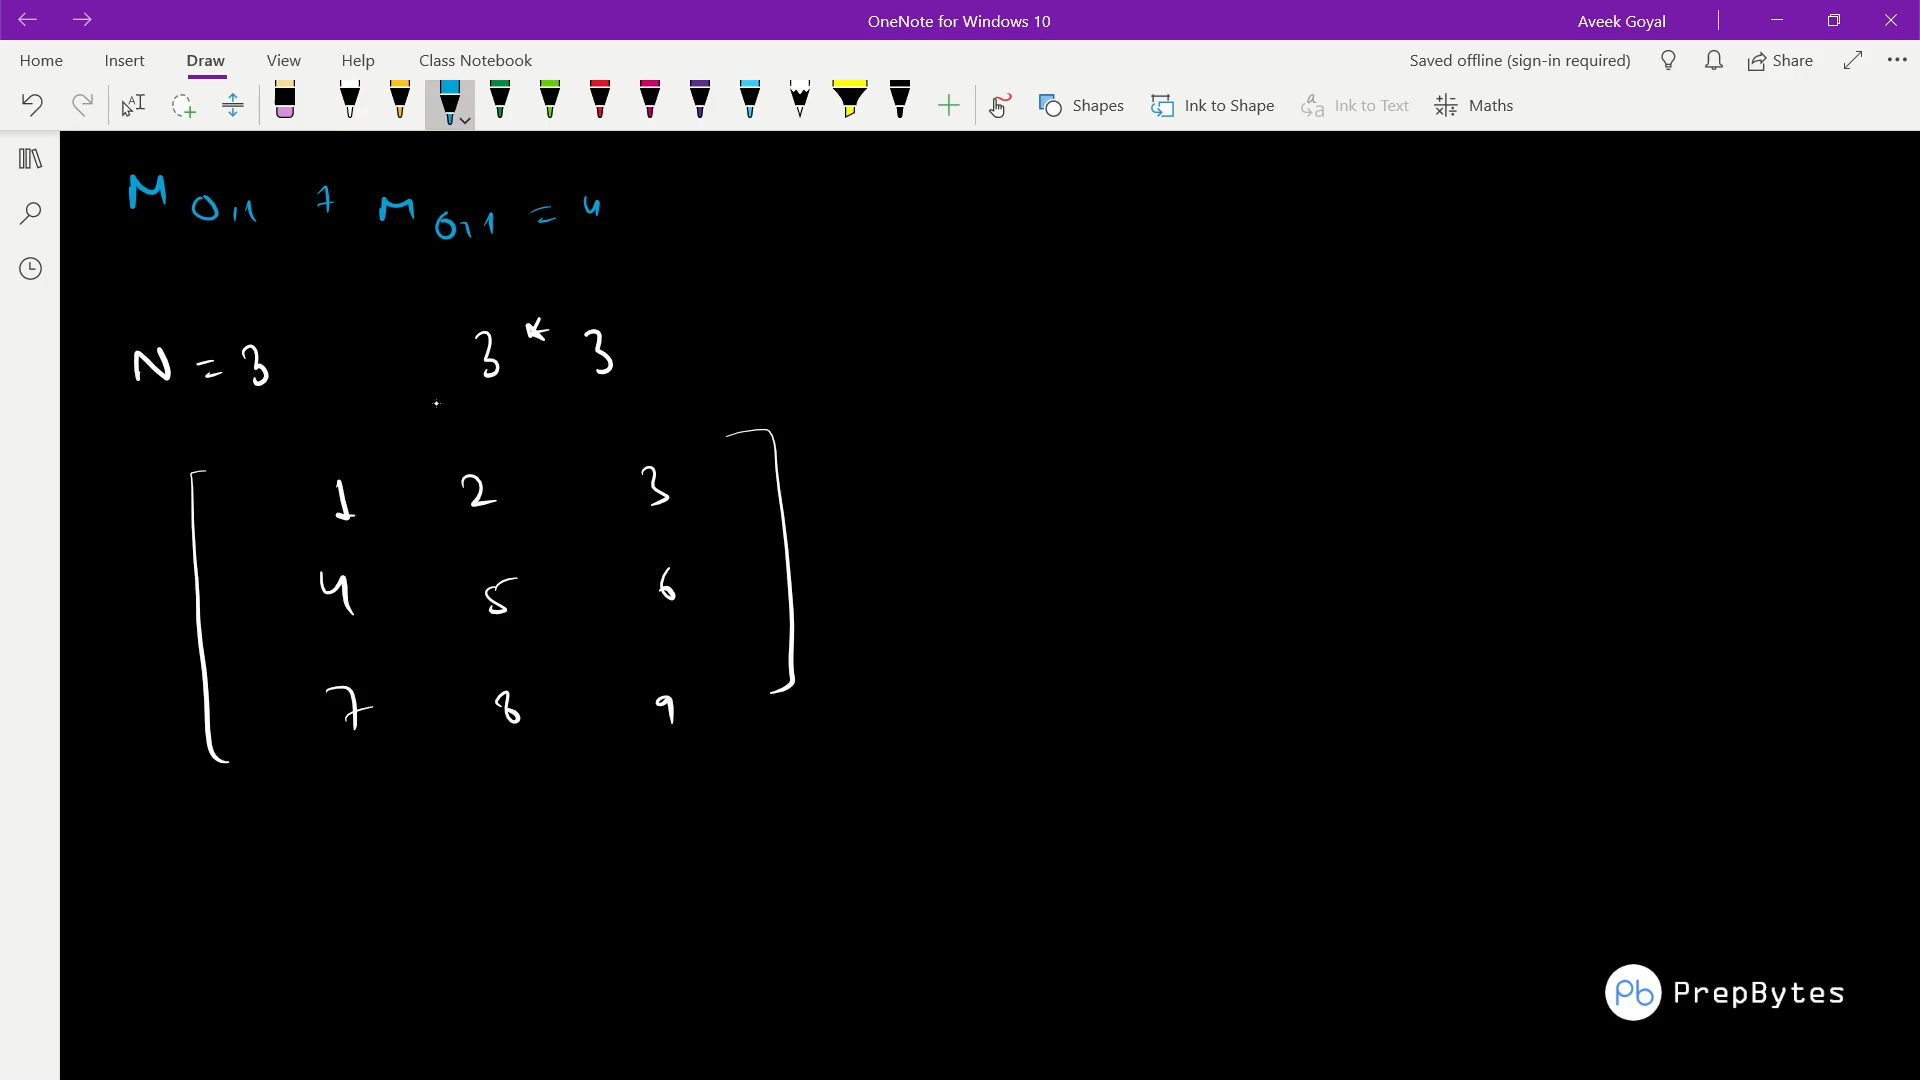 OneNote for Windows 10
Aveek Goyal
Home Insert Draw View Help Class Notebook
Saved offline (sign-in required) Share
Shapes Ink to Shape Ink to Text Maths
M 0,1 + M 0,1 = 4
N = 3 3 * 3
1 2 3
4 5 6
7 8 9
Pb PrepBytes